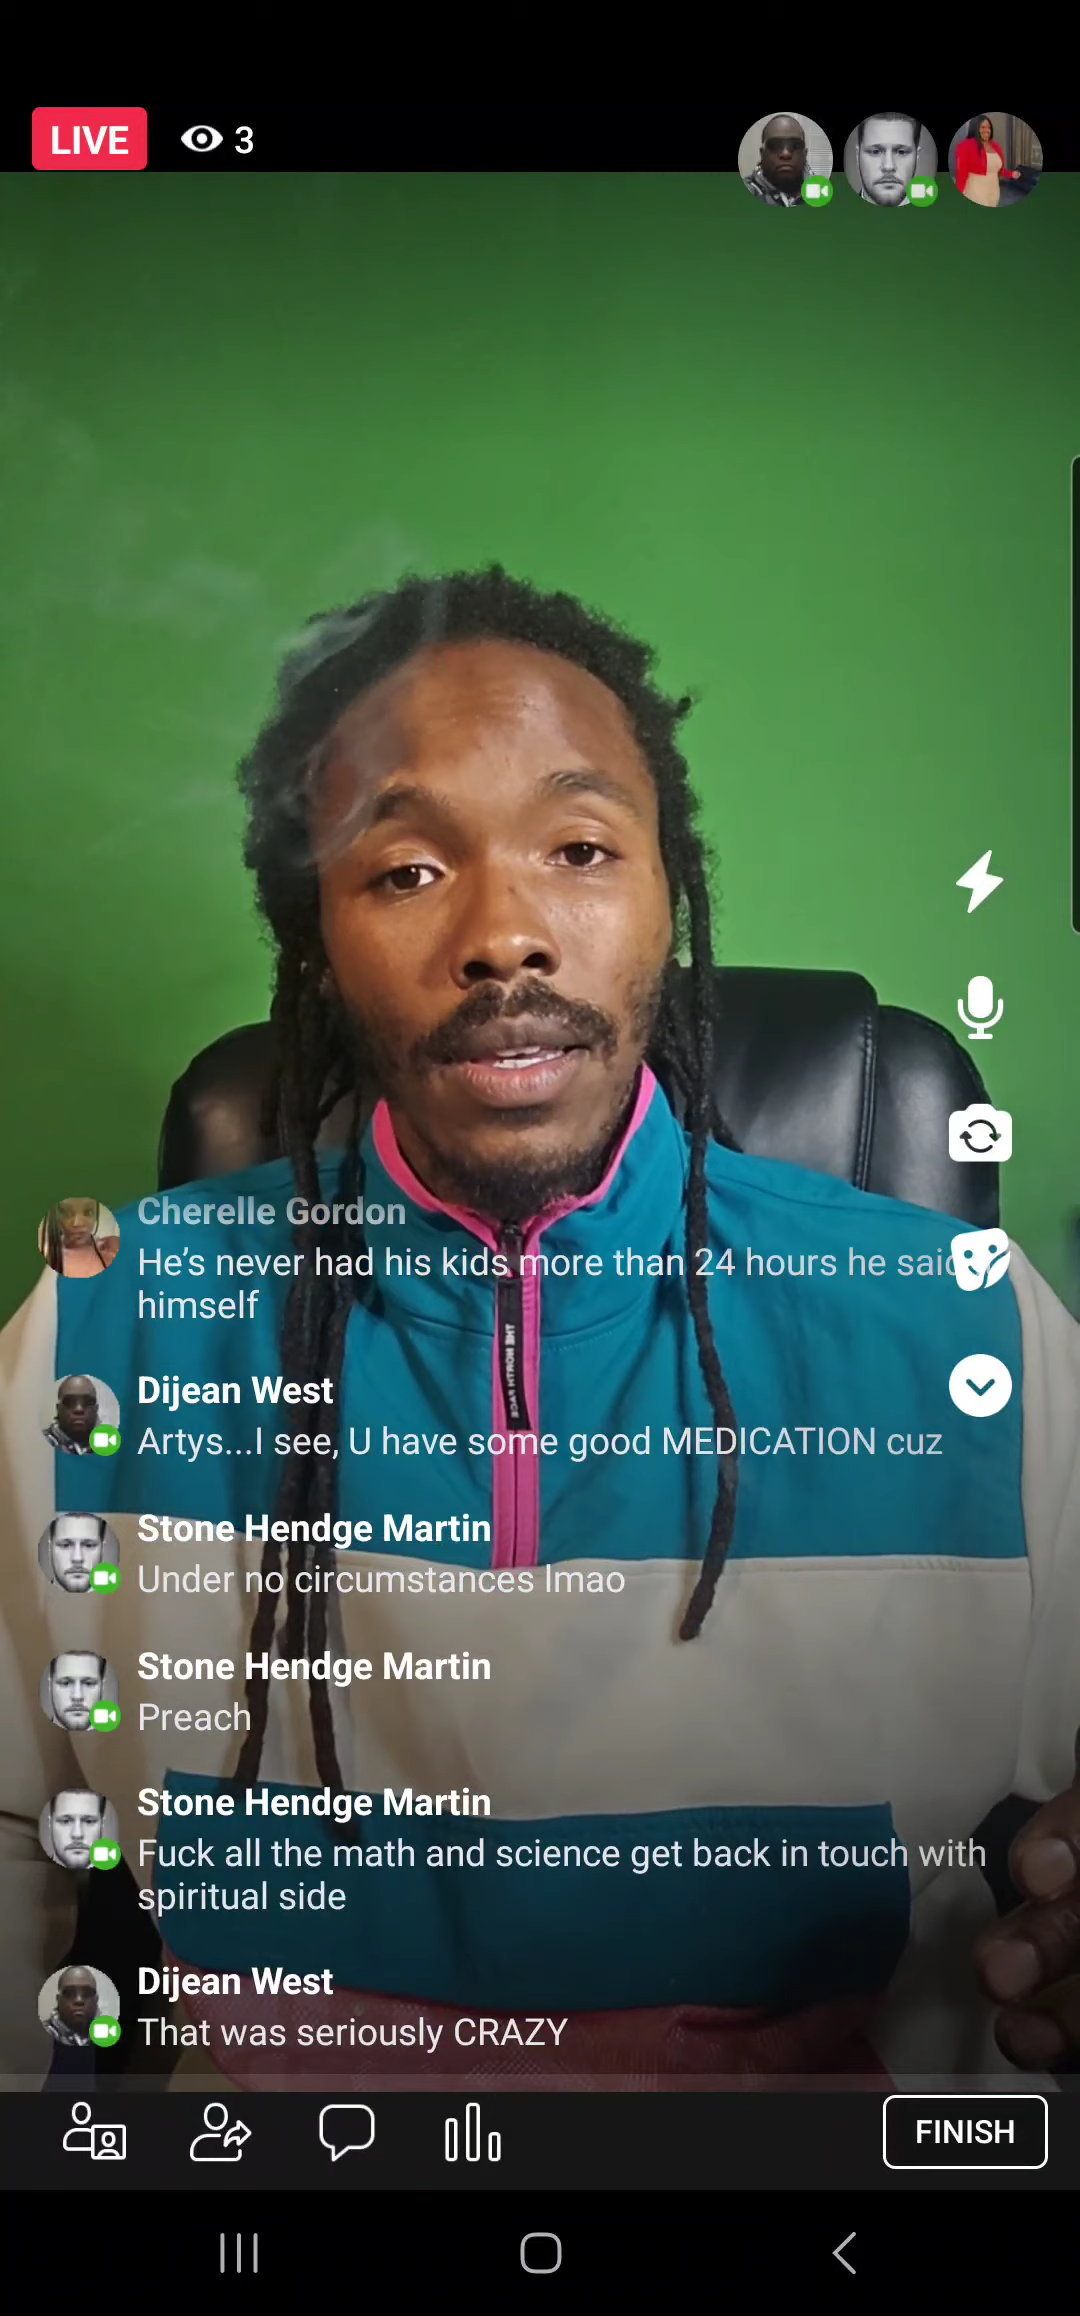 LIVE 3
Cherelle Gordon
He's never had his kids more than 24 hours he said
himself
Dijean West
Artys...I see, U have some good MEDICATION cuz
Stone Hendge Martin
Under no circumstances lmao
Stone Hendge Martin
Preach
Stone Hendge Martin
Fuck all the math and science get back in touch with
spiritual side
Dijean West
That was seriously CRAZY
THE NORTH FACE
FINISH